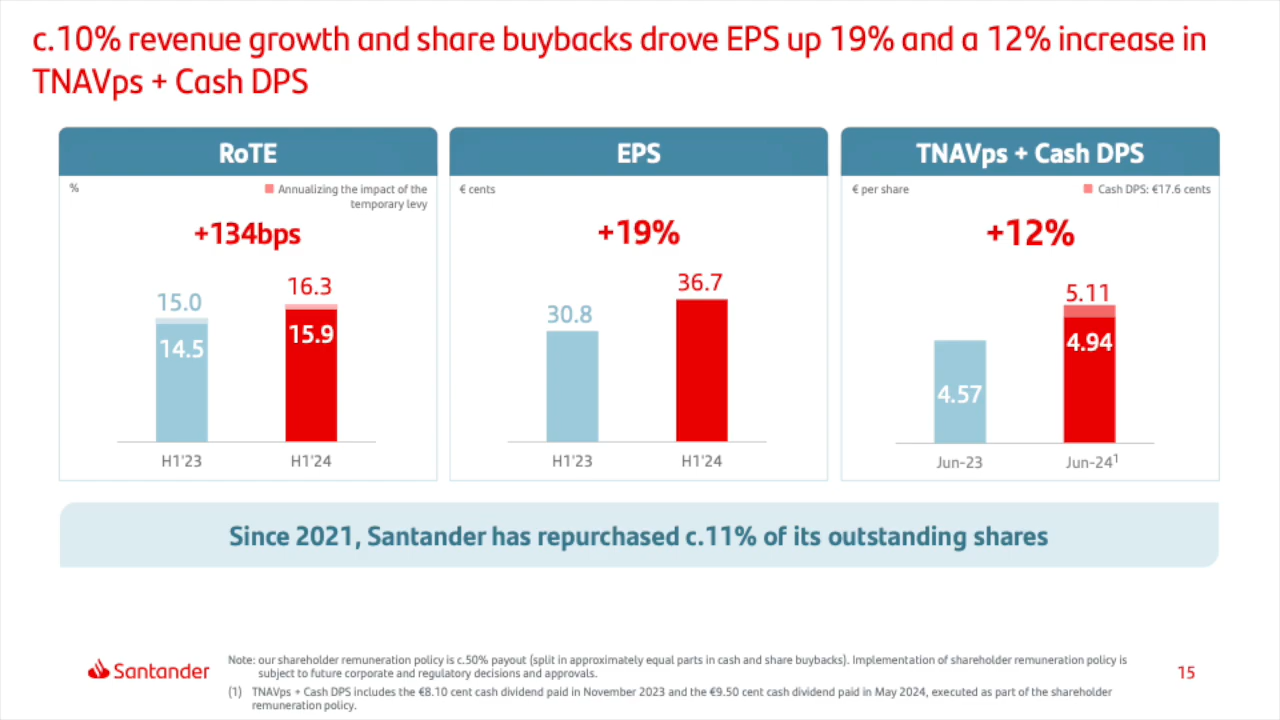 c.10% revenue growth and share buybacks drove EPS up 19% and a 12% increase in
TNAVps + Cash DPS
RoTE
%
Annualizing the impact of the
temporary levy
+134bps
15.0
14.5
16.3
15.9
H1'23
H1'24
EPS
€ cents
+19%
30.8
36.7
H1'23
H1'24
TNAVps + Cash DPS
€ per share
Cash DPS: €17.6 cents
+12%
4.57
5.11
4.94
Jun-23
Jun-24¹
Since 2021, Santander has repurchased c.11% of its outstanding shares
Santander
Note: our shareholder remuneration policy is c.50% payout (split in approximately equal parts in cash and share buybacks). Implementation of shareholder remuneration policy is
subject to future corporate and regulatory decisions and approvals.
(1) TNAVps + Cash DPS includes the €8.10 cent cash dividend paid in November 2023 and the €9.50 cent cash dividend paid in May 2024, executed as part of the shareholder
remuneration policy.
15